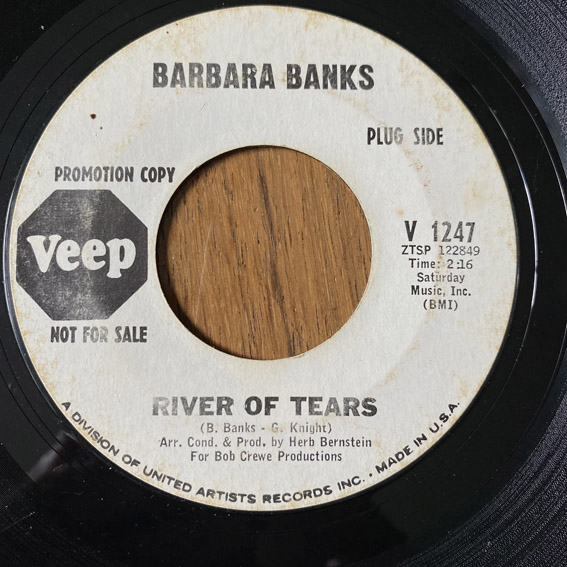 BARBARA BANKS
PLUG SIDE
PROMOTION COPY
Veep
NOT FOR SALE
V 1247
ZTSP 122849
Time: 2:16
Saturday
Music, Inc.
(BMI)
RIVER OF TEARS
(B. Banks - G. Knight)
Arr. Cond. & Prod. by Herb Bernstein
For Bob Crewe Productions
A DIVISION OF UNITED ARTISTS RECORDS INC. • MADE IN U.S.A.